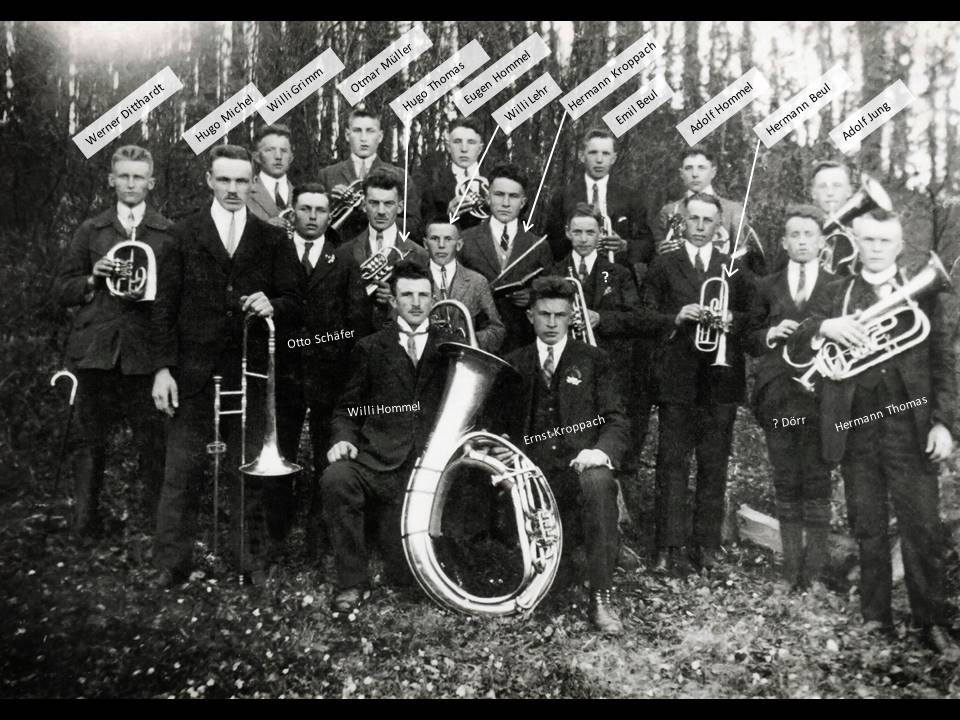 Werner Ditthardt
Hugo Michel
Willi Grimm
Otmar Müller
Hugo Thomas
Eugen Hommel
Willi Lehr
Hermann Kroppach
Emil Beul
Adolf Hommel
Hermann Beul
Adolf Jung
?
Otto Schäfer
Willi Hommel
Ernst Kroppach
? Dörr
Hermann Thomas